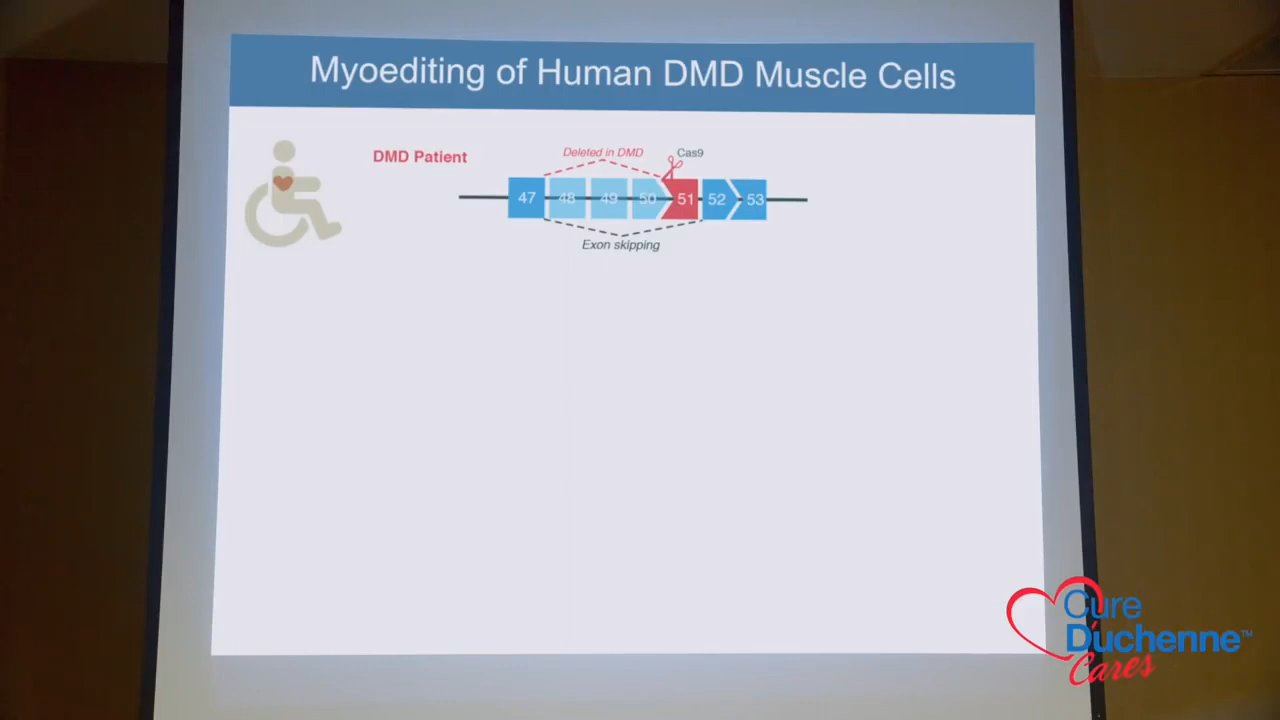 Myoediting of Human DMD Muscle Cells
DMD Patient
Deleted in DMD
Cas9
47 48 49 50 51 52 53
Exon skipping
Cure
Duchenne™
Cares